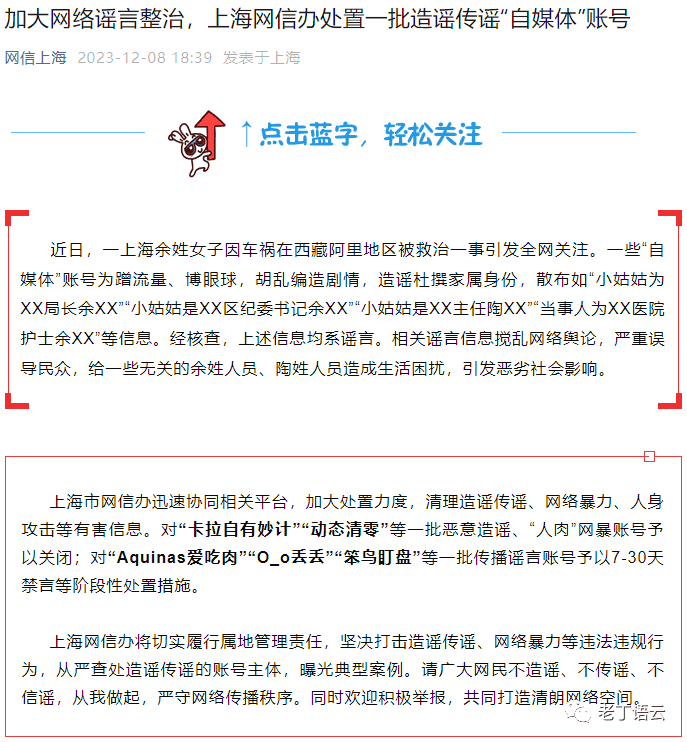 加大网络谣言整治，上海网信办处置一批造谣传谣“自媒体”账号
网信上海 2023-12-08 18:39 发表于上海
↑点击蓝字，轻松关注
近日，一上海余姓女子因车祸在西藏阿里地区被救治一事引发全网关注。一些“自
媒体”账号为蹭流量、博眼球，胡乱编造剧情，造谣杜撰家属身份，散布如“小姑姑为
XX局长余XX”“小姑姑是XX区纪委书记余XX”“小姑姑是XX主任陶XX”“当事人为XX医院
护士余XX”等信息。经核查，上述信息均系谣言。相关谣言信息搅乱网络舆论，严重误
导民众，给一些无关的余姓人员、陶姓人员造成生活困扰，引发恶劣社会影响。
上海市网信办迅速协同相关平台，加大处置力度，清理造谣传谣、网络暴力、人身
攻击等有害信息。对“卡拉自有妙计”“动态清零”等一批恶意造谣、“人肉”网暴账号予
以关闭；对“Aquinas爱吃肉”“O_o丢丢”“笨鸟盯盘”等一批传播谣言账号予以7-30天
禁言等阶段性处置措施。
上海网信办将切实履行属地管理责任，坚决打击造谣传谣、网络暴力等违法违规行
为，从严查处造谣传谣的账号主体，曝光典型案例。请广大网民不造谣、不传谣、不
信谣，从我做起，严守网络传播秩序。同时欢迎积极举报，共同打造清朗网络空间。
老丁语云